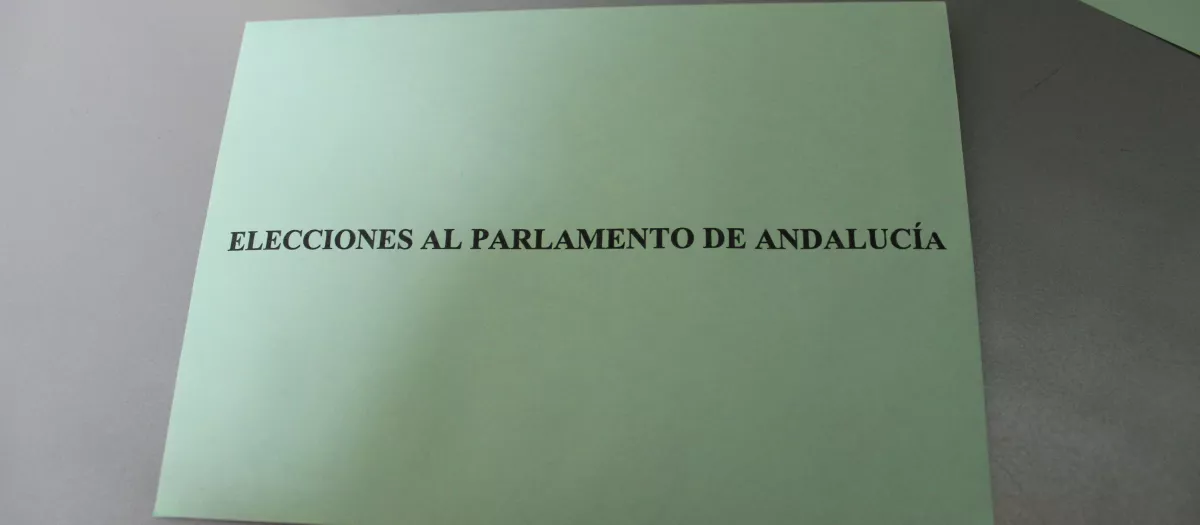 ELECCIONES AL PARLAMENTO DE ANDALUCÍA